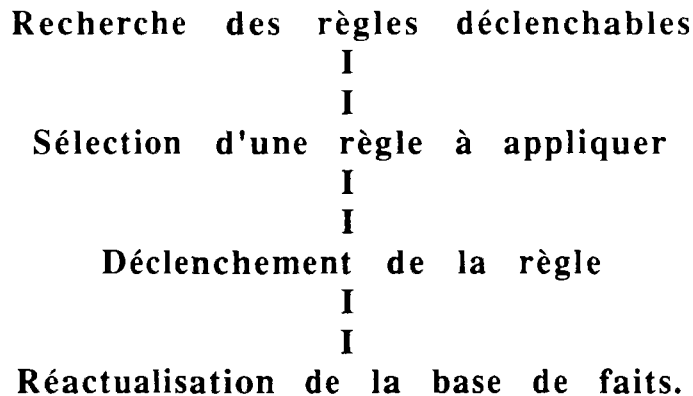 Recherche des règles déclenchables
I
I
Sélection d'une règle à appliquer
I
I
Déclenchement de la règle
I
I
Réactualisation de la base de faits.